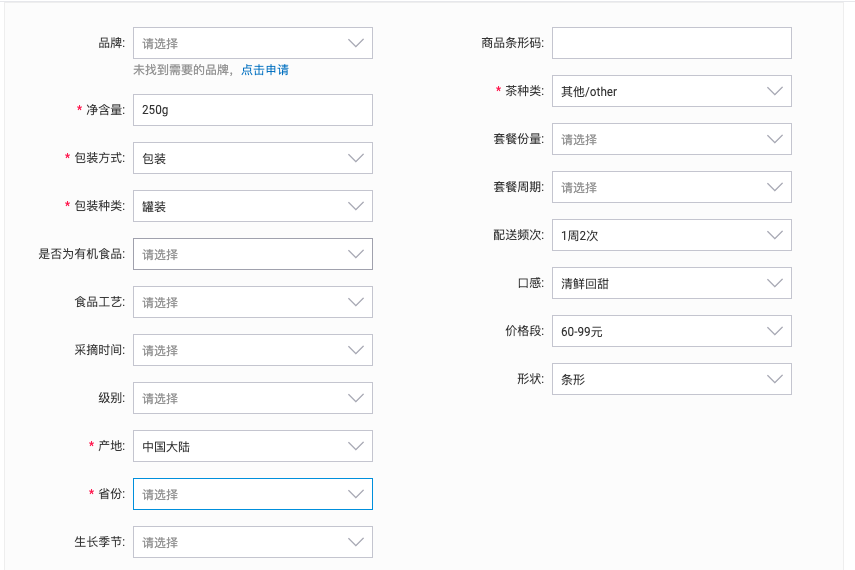 品牌: 请选择
未找到需要的品牌，点击申请
* 净含量: 250g
* 包装方式: 包装
* 包装种类: 罐装
是否为有机食品: 请选择
食品工艺: 请选择
采摘时间: 请选择
级别: 请选择
* 产地: 中国大陆
* 省份: 请选择
生长季节: 请选择
商品条形码:
* 茶种类: 其他/other
套餐份量: 请选择
套餐周期: 请选择
配送频次: 1周2次
口感: 清鲜回甜
价格段: 60-99元
形状: 条形